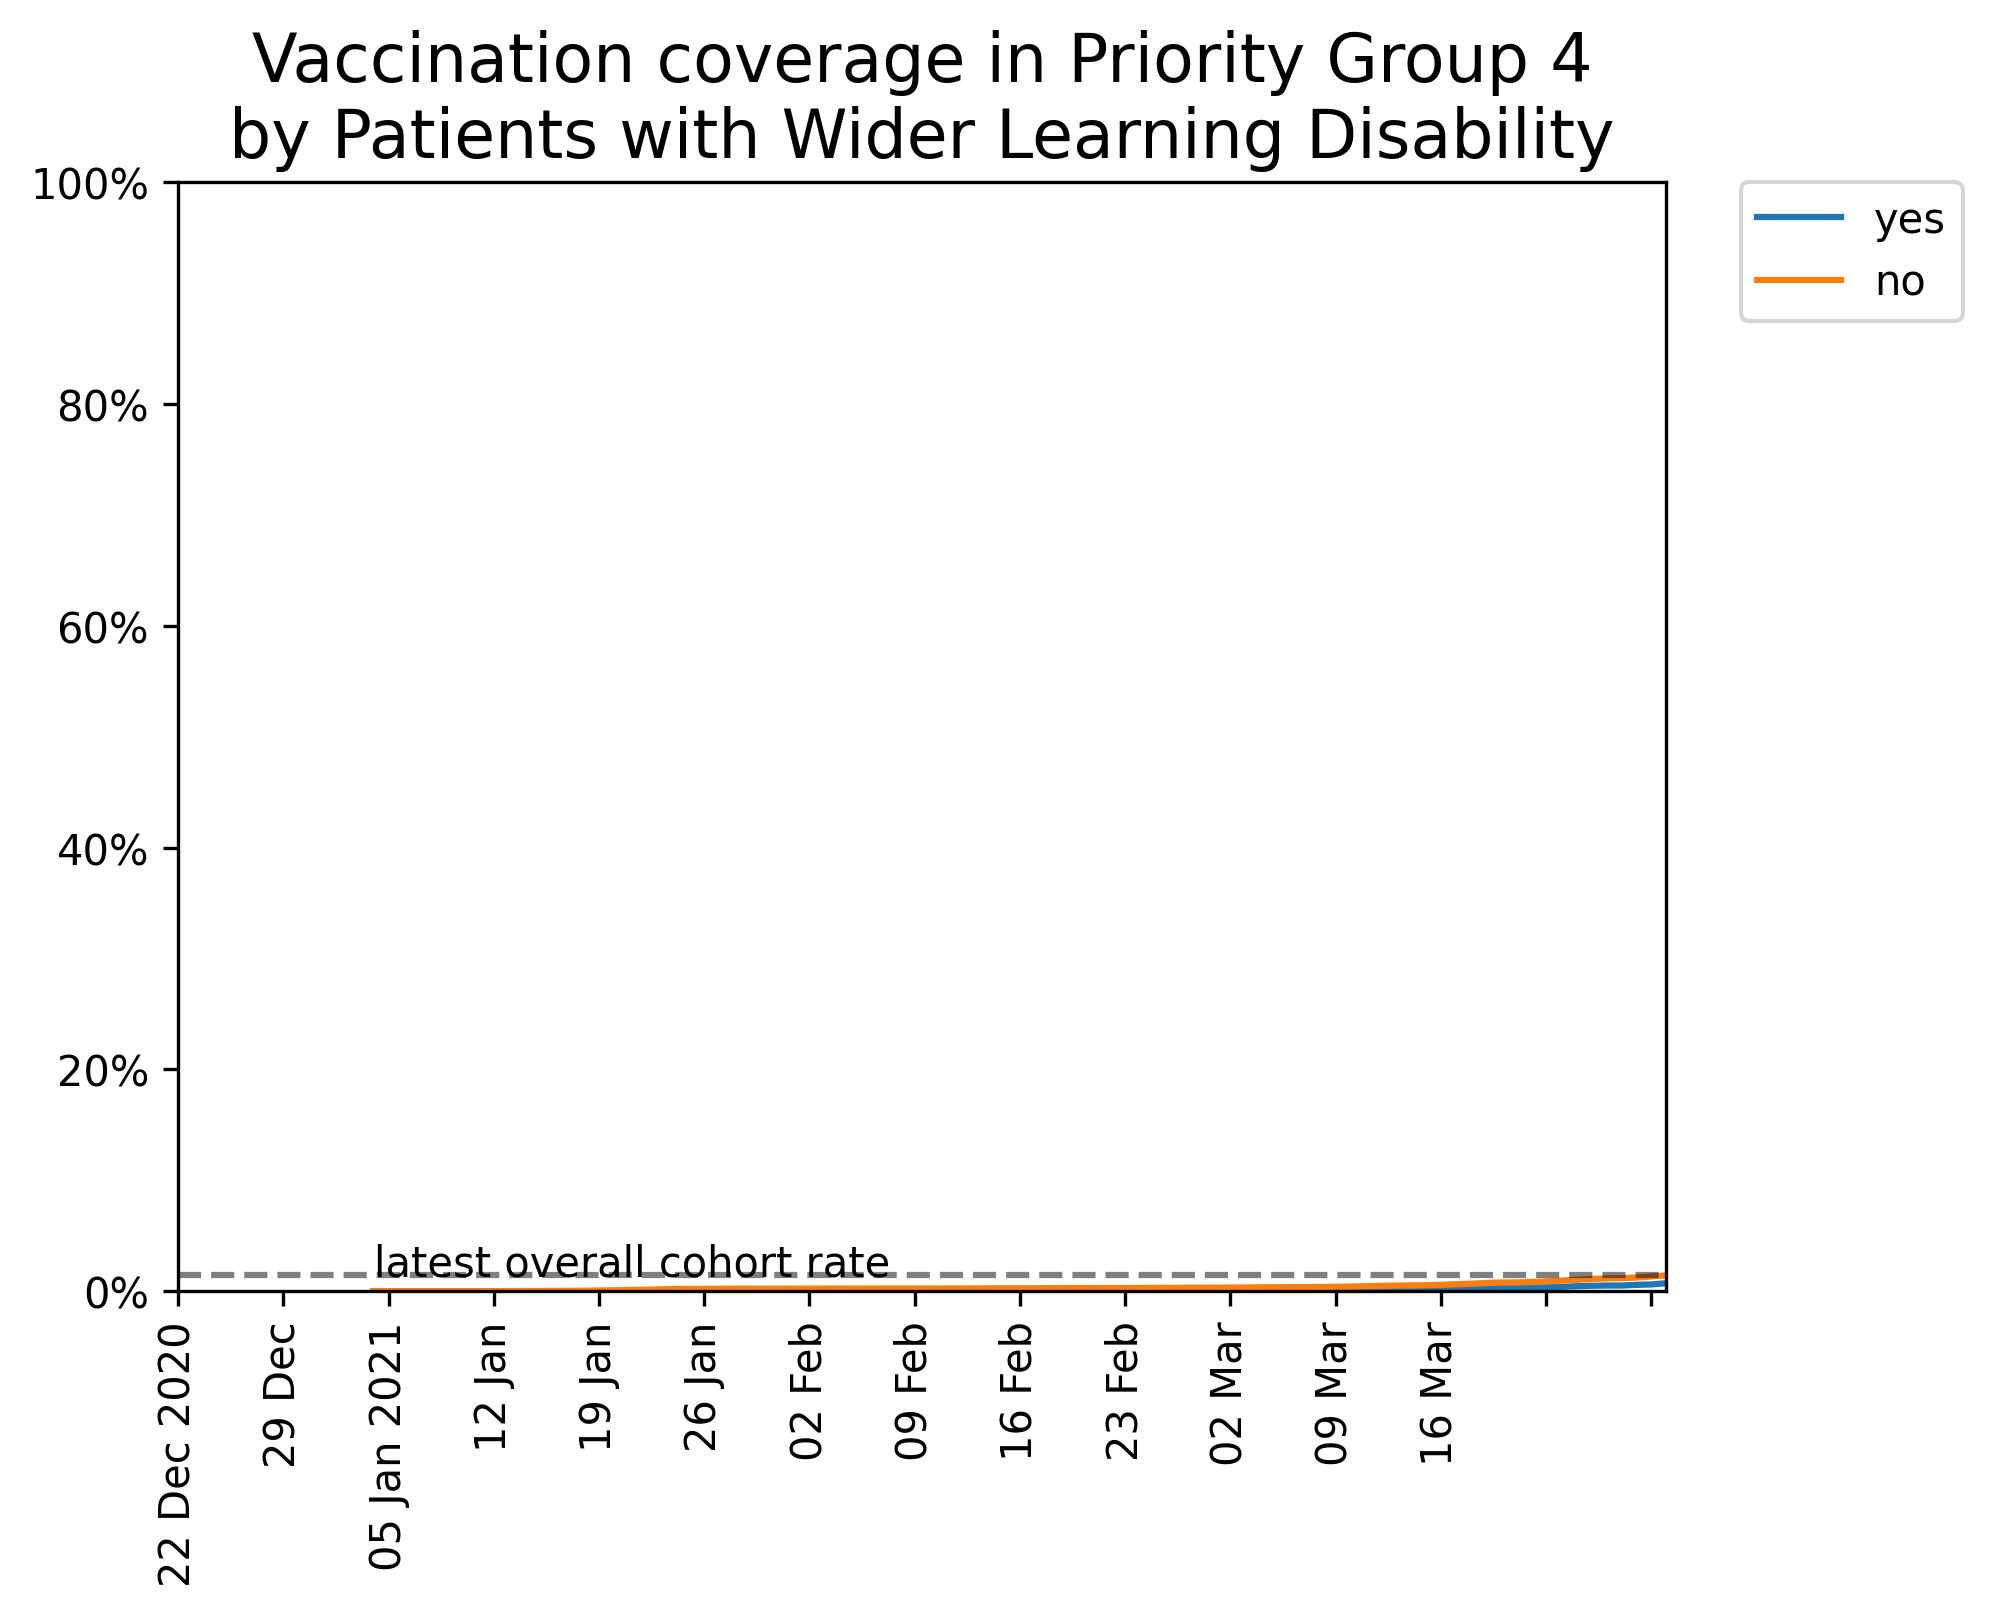 Vaccination coverage in Priority Group 4
by Patients with Wider Learning Disability
100%
80%
60%
40%
20%
0%
latest overall cohort rate
22 Dec 2020
29 Dec
05 Jan 2021
12 Jan
19 Jan
26 Jan
02 Feb
09 Feb
16 Feb
23 Feb
02 Mar
09 Mar
16 Mar
yes
no